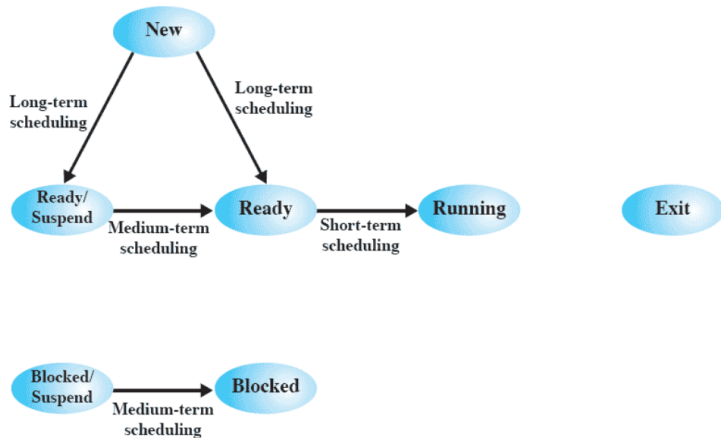 New
Long-term
scheduling
Long-term
scheduling
Ready/
Suspend
Medium-term
scheduling
Ready
Short-term
scheduling
Running
Exit
Blocked/
Suspend
Medium-term
scheduling
Blocked